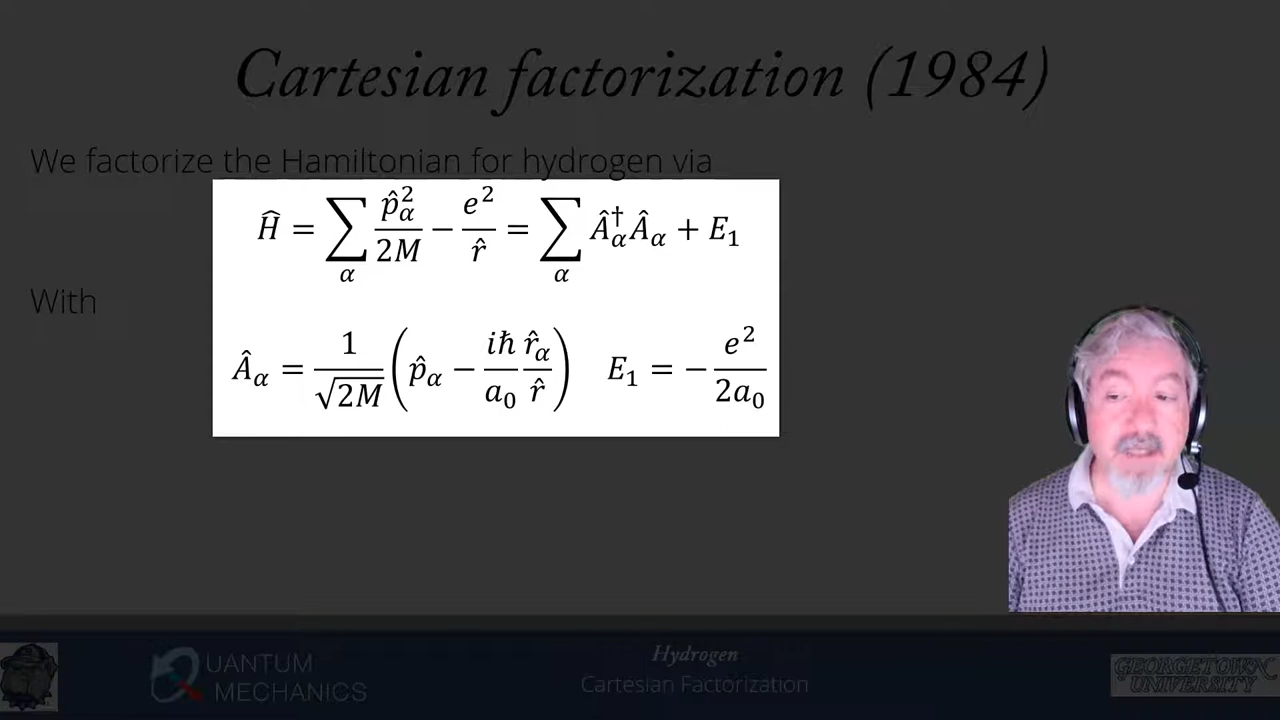 Cartesian factorization (1984)
We factorize the Hamiltonian for hydrogen via
Ĥ = ∑_α p̂_α²/2M − e²/r̂ = ∑_α Â_α†Â_α + E₁
With
Â_α = 1/√2M (p̂_α − iħ/a₀ r̂_α/r̂) E₁ = − e²/2a₀
Hydrogen
Cartesian Factorization
QUANTUM
MECHANICS
GEORGETOWN
UNIVERSITY